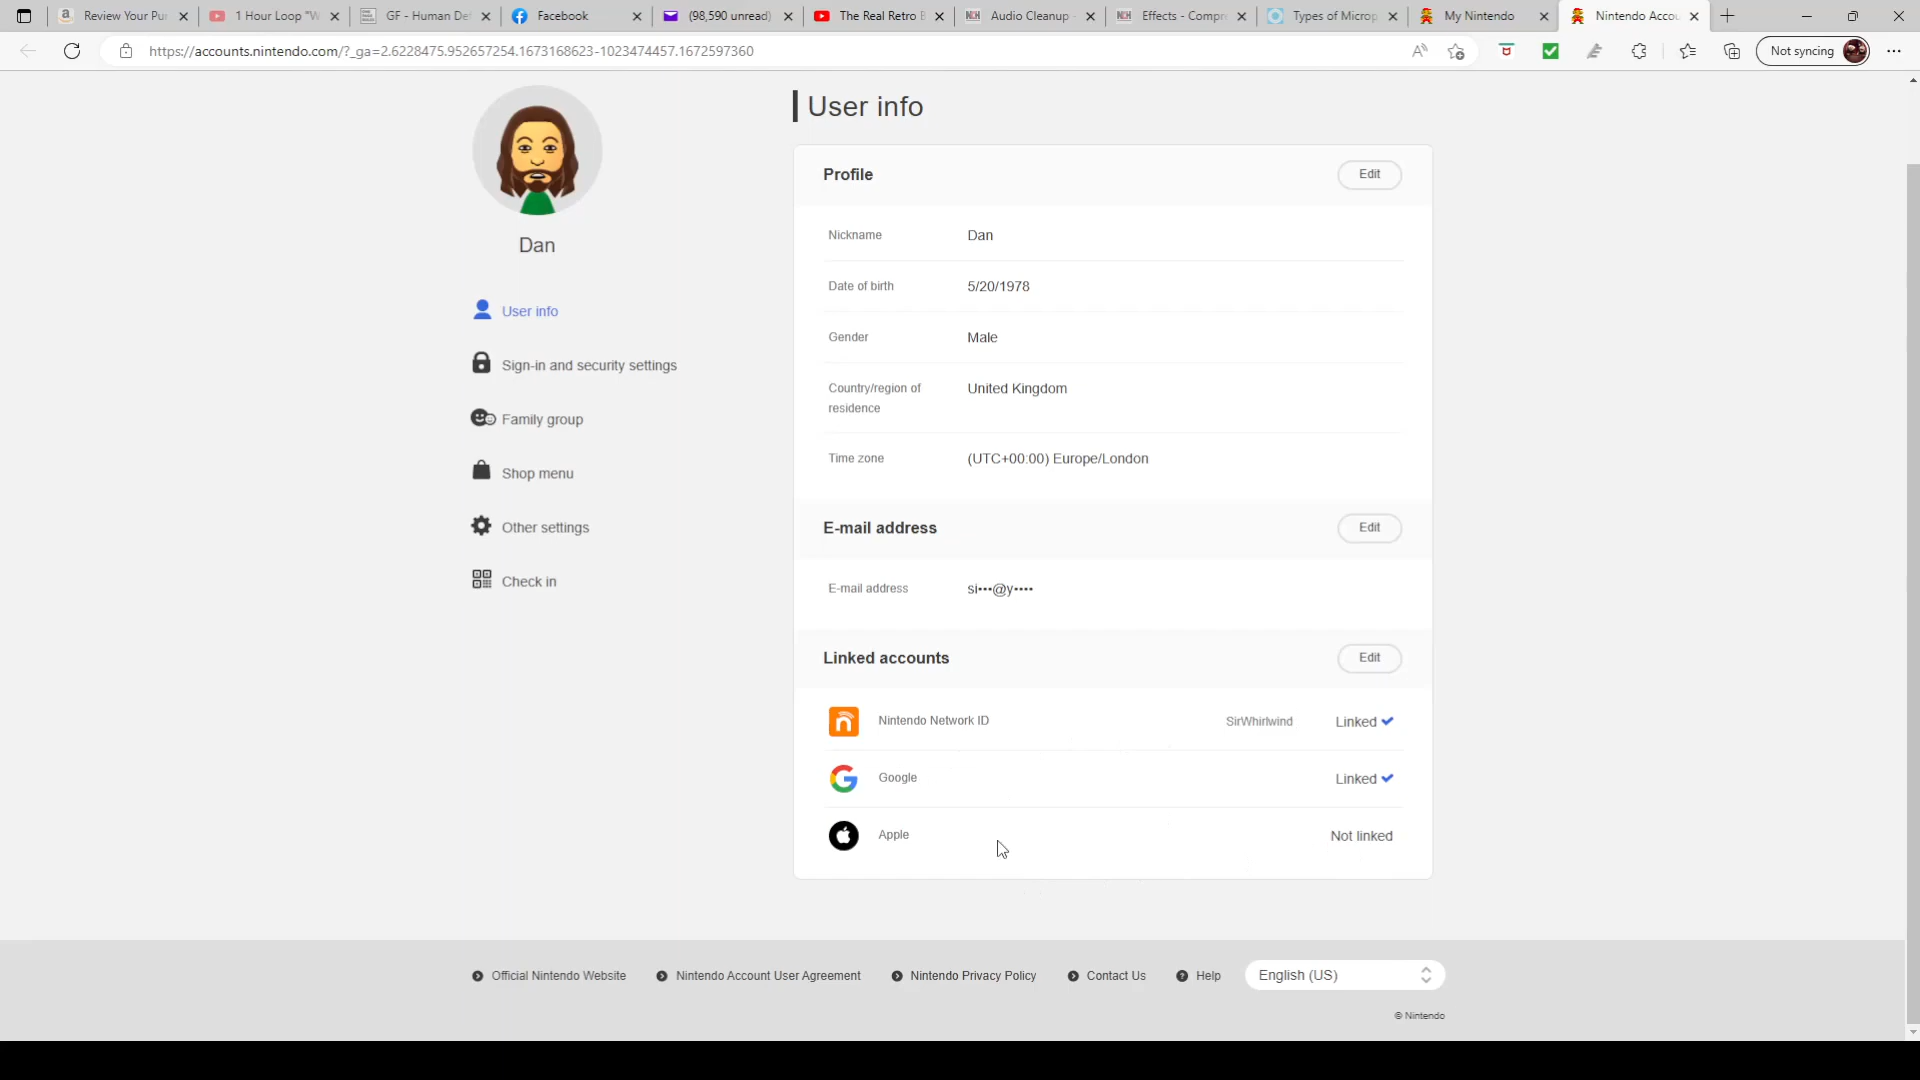 Review Your Pu
1 Hour Loop "W
GF - Human De
Facebook
(98,590 unread)
The Real Retro
Audio Cleanup -
Effects - Compr
Types of Microp
My Nintendo
Nintendo Accou
https://accounts.nintendo.com/?_ga=2.6228475.952657254.1673168623-1023474457.1672597360
Not syncing
Dan
User info
Sign-in and security settings
Family group
Shop menu
Other settings
Check in
User info
Profile
Edit
Nickname
Dan
Date of birth
5/20/1978
Gender
Male
Country/region of
residence
United Kingdom
Time zone
(UTC+00:00) Europe/London
E-mail address
Edit
E-mail address
si•••@y••••
Linked accounts
Edit
Nintendo Network ID
SirWhirlwind
Linked
Google
Linked
Apple
Not linked
Official Nintendo Website
Nintendo Account User Agreement
Nintendo Privacy Policy
Contact Us
Help
English (US)
© Nintendo